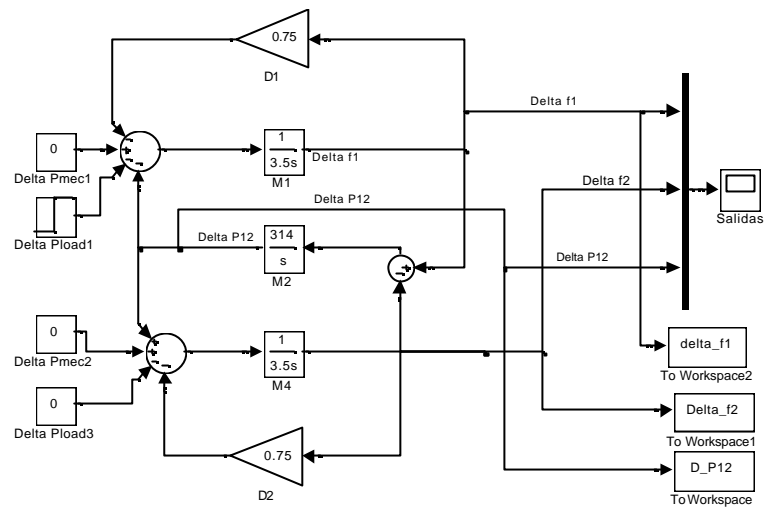 0.75
D1
Delta f1
0
Delta Pmec1
1
3.5s
M1
Delta f1
Delta f2
Salidas
Delta Pload1
Delta P12
Delta P12
314
s
M2
Delta P12
0
Delta Pmec2
1
3.5s
M4
delta_f1
To Workspace2
0
Delta Pload3
Delta_f2
To Workspace1
0.75
D2
D_P12
To Workspace